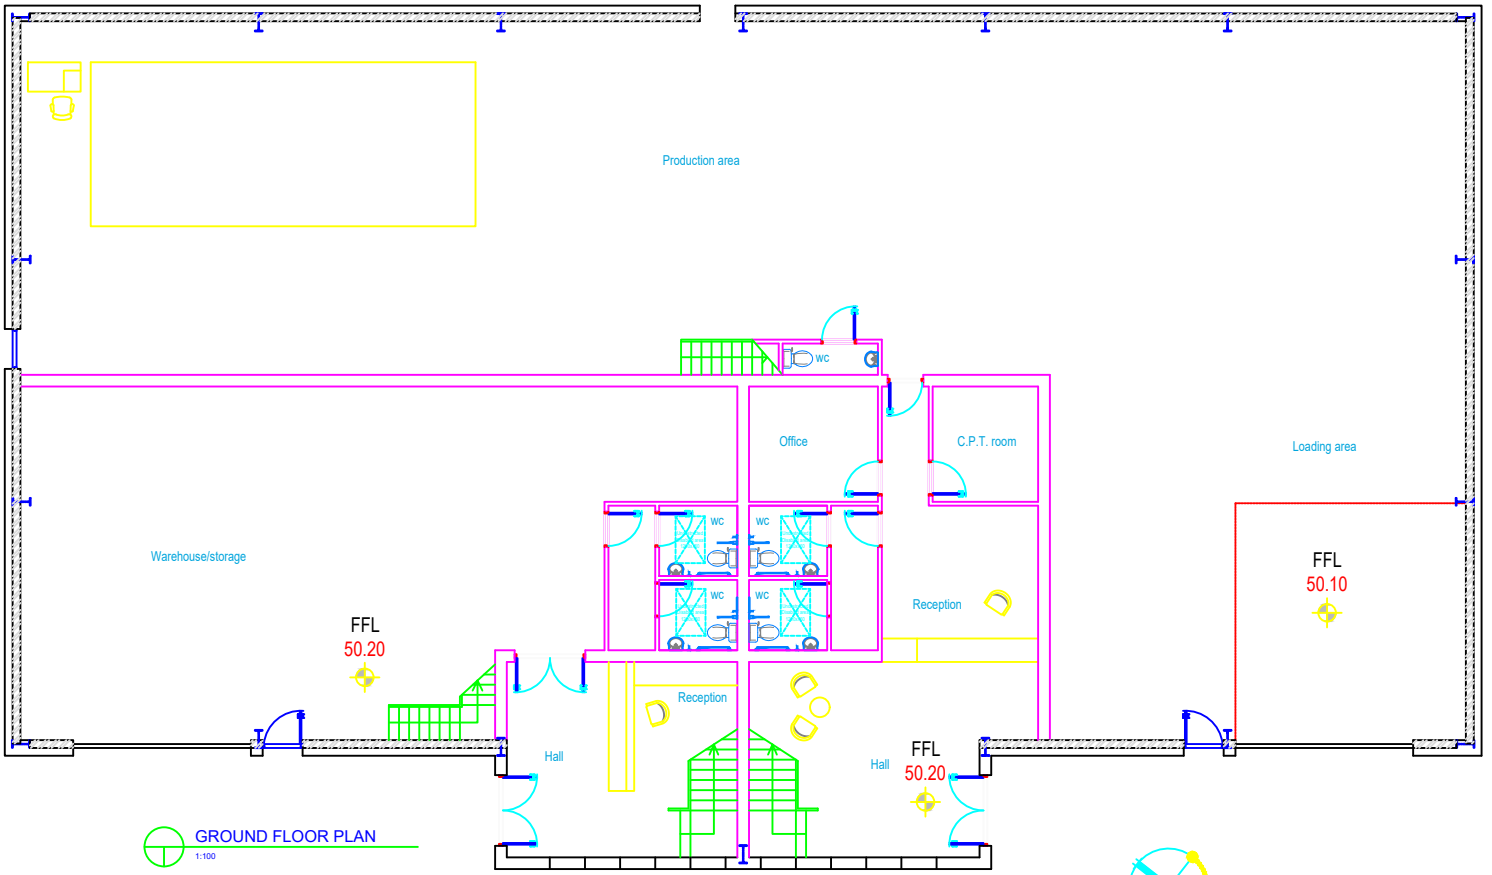 Production area
WC
Office
C.P.T. room
Loading area
WC
WC
Warehouse/storage
FFL
50.10
WC
WC
Reception
FFL
50.20
Reception
Hall
Hall
FFL
50.20
GROUND FLOOR PLAN
1:100